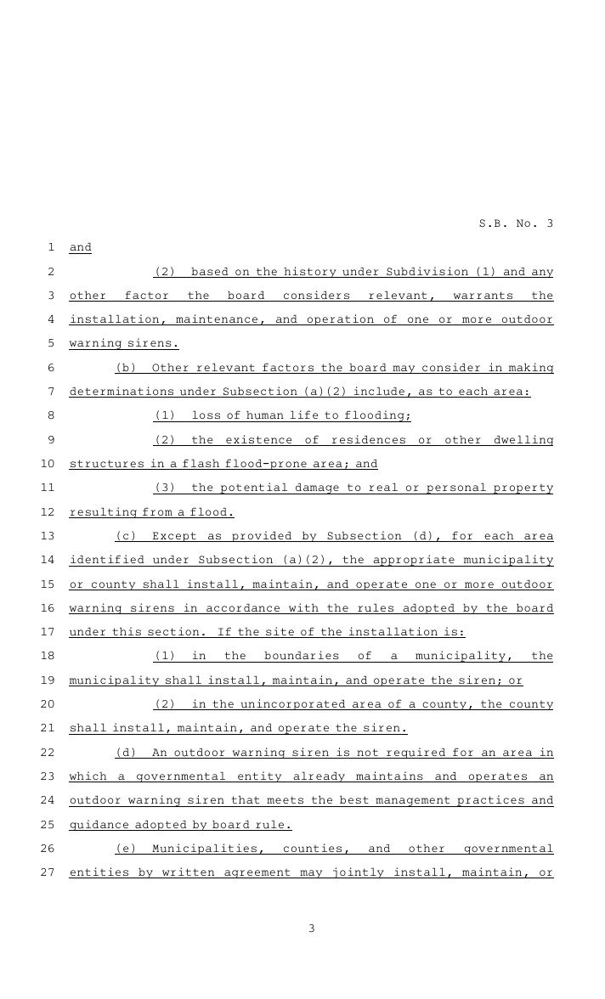 S.B. No. 3
1 and
2 (2) based on the history under Subdivision (1) and any
3 other factor the board considers relevant, warrants the
4 installation, maintenance, and operation of one or more outdoor
5 warning sirens.
6 (b) Other relevant factors the board may consider in making
7 determinations under Subsection (a)(2) include, as to each area:
8 (1) loss of human life to flooding;
9 (2) the existence of residences or other dwelling
10 structures in a flash flood-prone area; and
11 (3) the potential damage to real or personal property
12 resulting from a flood.
13 (c) Except as provided by Subsection (d), for each area
14 identified under Subsection (a)(2), the appropriate municipality
15 or county shall install, maintain, and operate one or more outdoor
16 warning sirens in accordance with the rules adopted by the board
17 under this section. If the site of the installation is:
18 (1) in the boundaries of a municipality, the
19 municipality shall install, maintain, and operate the siren; or
20 (2) in the unincorporated area of a county, the county
21 shall install, maintain, and operate the siren.
22 (d) An outdoor warning siren is not required for an area in
23 which a governmental entity already maintains and operates an
24 outdoor warning siren that meets the best management practices and
25 guidance adopted by board rule.
26 (e) Municipalities, counties, and other governmental
27 entities by written agreement may jointly install, maintain, or
3